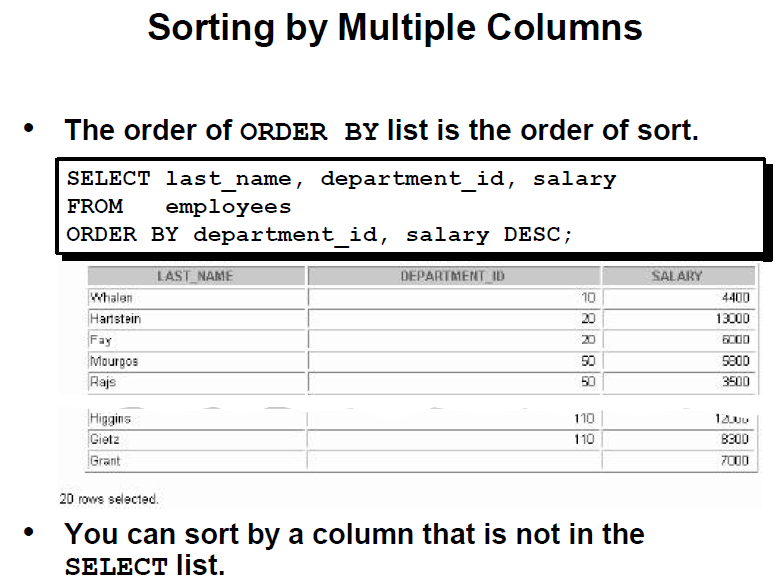 Sorting by Multiple Columns
• The order of ORDER BY list is the order of sort.
SELECT last_name, department_id, salary
FROM employees
ORDER BY department_id, salary DESC;
LAST_NAME DEPARTMENT_ID SALARY
Whalen 10 4400
Hartstein 20 13000
Fay 20 6000
Mourgos 50 5800
Rajs 50 3500
Higgins 110 12000
Gietz 110 8300
Grant 7000
20 rows selected.
• You can sort by a column that is not in the
SELECT list.